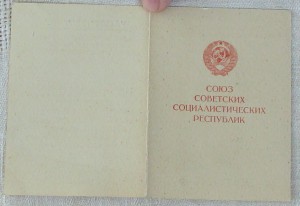 СОЮЗ
СОВЕТСКИХ
СОЦИАЛИСТИЧЕСКИХ
РЕСПУБЛИК